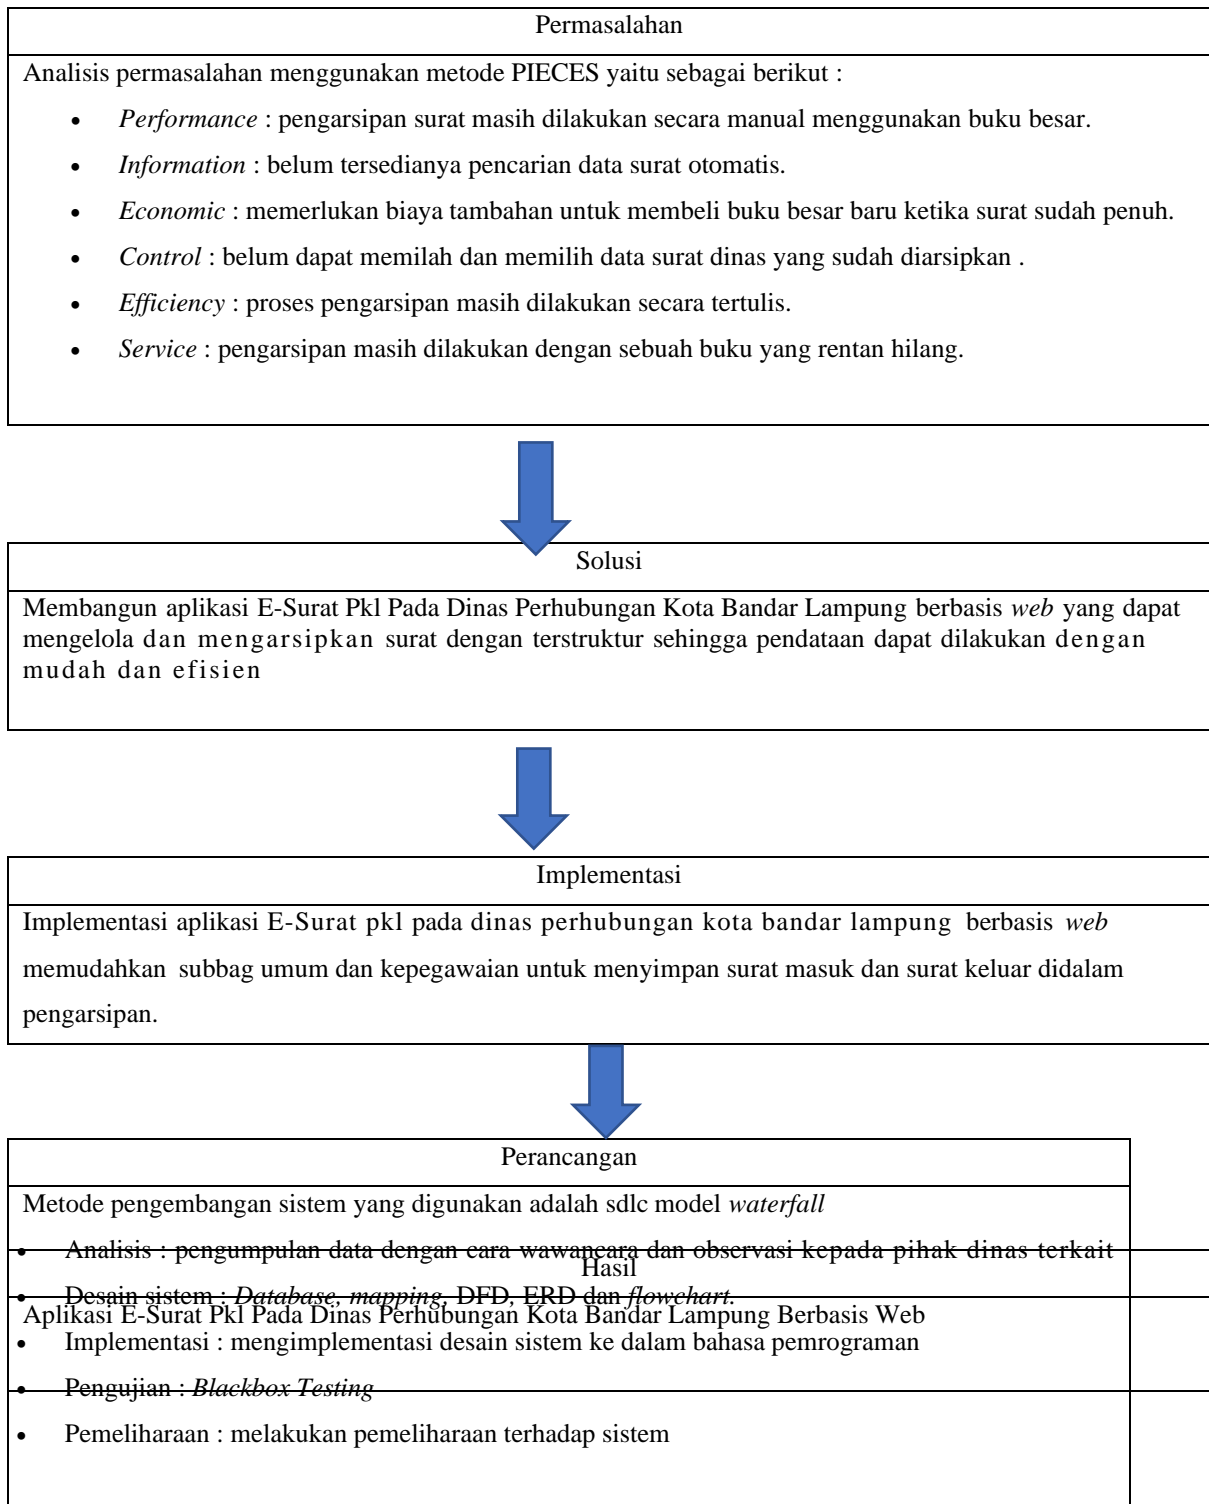 Permasalahan
Analisis permasalahan menggunakan metode PIECES yaitu sebagai berikut :
• Performance : pengarsipan surat masih dilakukan secara manual menggunakan buku besar.
• Information : belum tersedianya pencarian data surat otomatis.
• Economic : memerlukan biaya tambahan untuk membeli buku besar baru ketika surat sudah penuh.
• Control : belum dapat memilah dan memilih data surat dinas yang sudah diarsipkan .
• Efficiency : proses pengarsipan masih dilakukan secara tertulis.
• Service : pengarsipan masih dilakukan dengan sebuah buku yang rentan hilang.
Solusi
Membangun aplikasi E-Surat Pkl Pada Dinas Perhubungan Kota Bandar Lampung berbasis web yang dapat
mengelola dan mengarsipkan surat dengan terstruktur sehingga pendataan dapat dilakukan dengan
mudah dan efisien
Implementasi
Implementasi aplikasi E-Surat pkl pada dinas perhubungan kota bandar lampung berbasis web
memudahkan subbag umum dan kepegawaian untuk menyimpan surat masuk dan surat keluar didalam
pengarsipan.
Perancangan
Metode pengembangan sistem yang digunakan adalah sdlc model waterfall
• Analisis : pengumpulan data dengan cara wawancara dan observasi kepada pihak dinas terkait
Hasil
• Desain sistem : Database, mapping, DFD, ERD dan flowchart.
Aplikasi E-Surat Pkl Pada Dinas Perhubungan Kota Bandar Lampung Berbasis Web
• Implementasi : mengimplementasi desain sistem ke dalam bahasa pemrograman
• Pengujian : Blackbox Testing
• Pemeliharaan : melakukan pemeliharaan terhadap sistem